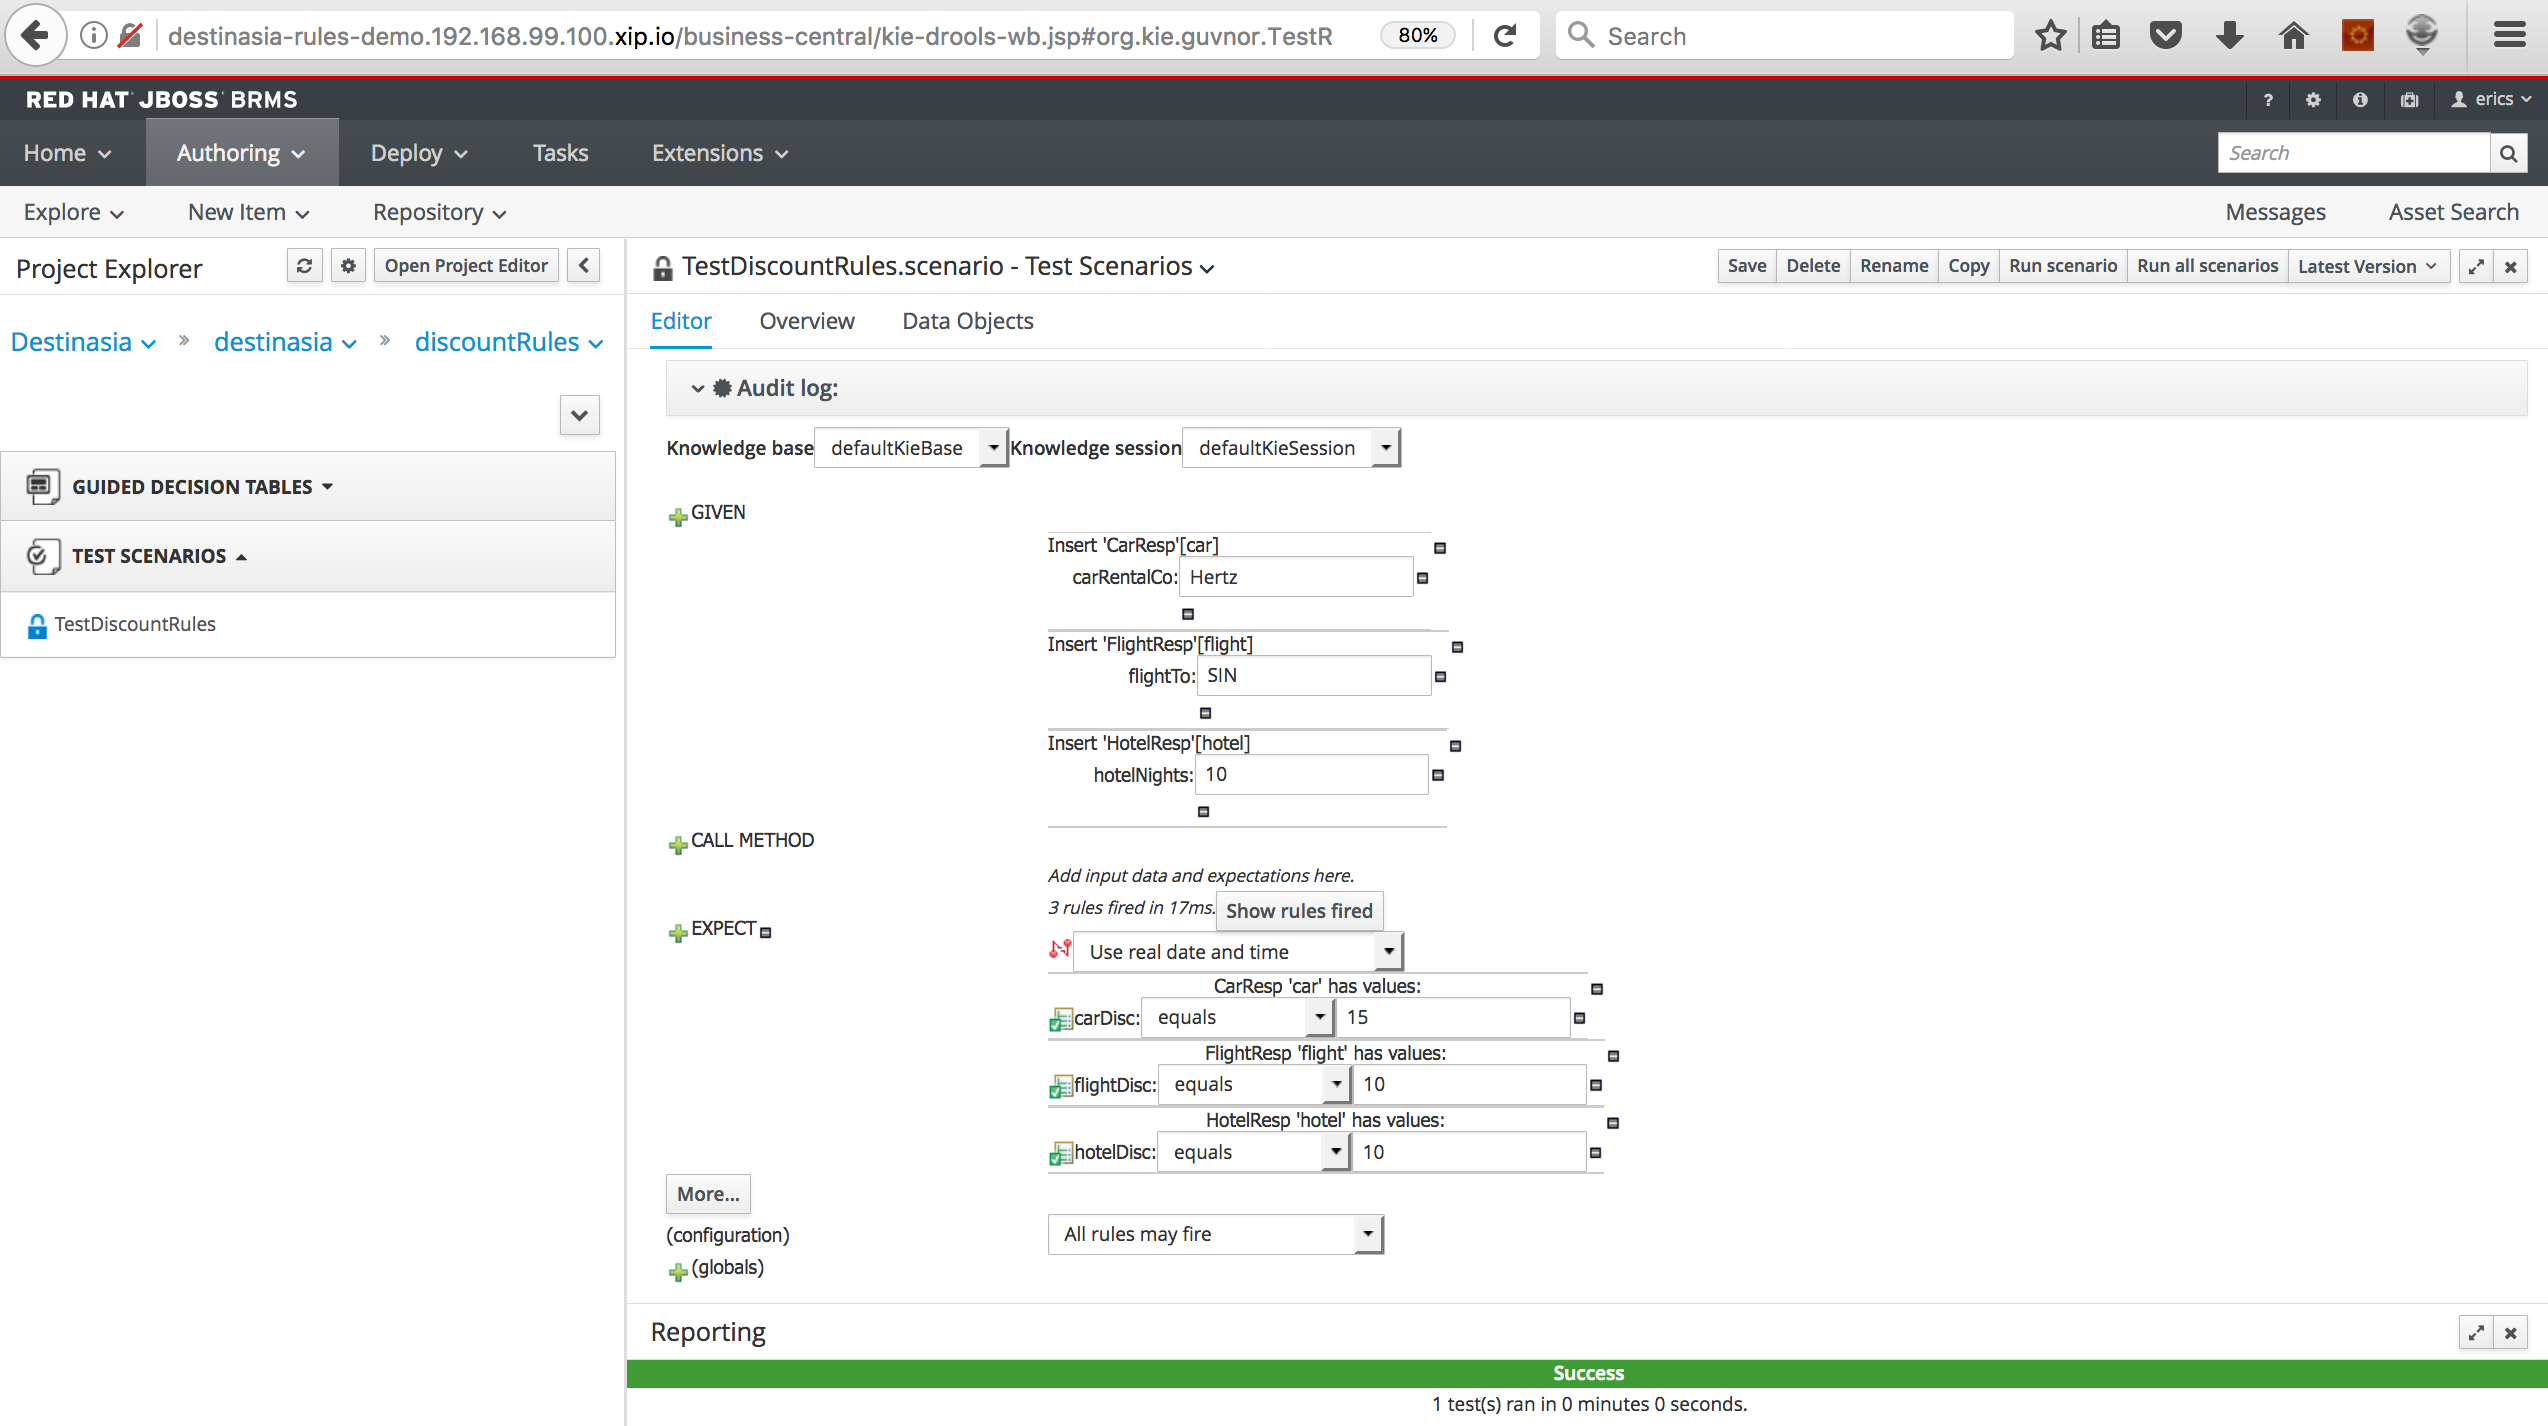 destinasia-rules-demo.192.168.99.100.xip.io/business-central/kie-drools-wb.jsp#org.kie.guvnor.TestR 80% Search
RED HAT JBOSS BRMS ? erics
Home Authoring Deploy Tasks Extensions Search
Explore New Item Repository Messages Asset Search
Project Explorer Open Project Editor
Destinasia » destinasia » discountRules
GUIDED DECISION TABLES
TEST SCENARIOS
TestDiscountRules
TestDiscountRules.scenario - Test Scenarios Save Delete Rename Copy Run scenario Run all scenarios Latest Version
Editor Overview Data Objects
Audit log:
Knowledge base defaultKieBase Knowledge session defaultKieSession
GIVEN
Insert 'CarResp'[car]
carRentalCo: Hertz
Insert 'FlightResp'[flight]
flightTo: SIN
Insert 'HotelResp'[hotel]
hotelNights: 10
CALL METHOD
Add input data and expectations here.
3 rules fired in 17ms. Show rules fired
EXPECT
Use real date and time
CarResp 'car' has values:
carDisc: equals 15
FlightResp 'flight' has values:
flightDisc: equals 10
HotelResp 'hotel' has values:
hotelDisc: equals 10
More...
(configuration) All rules may fire
(globals)
Reporting
Success
1 test(s) ran in 0 minutes 0 seconds.